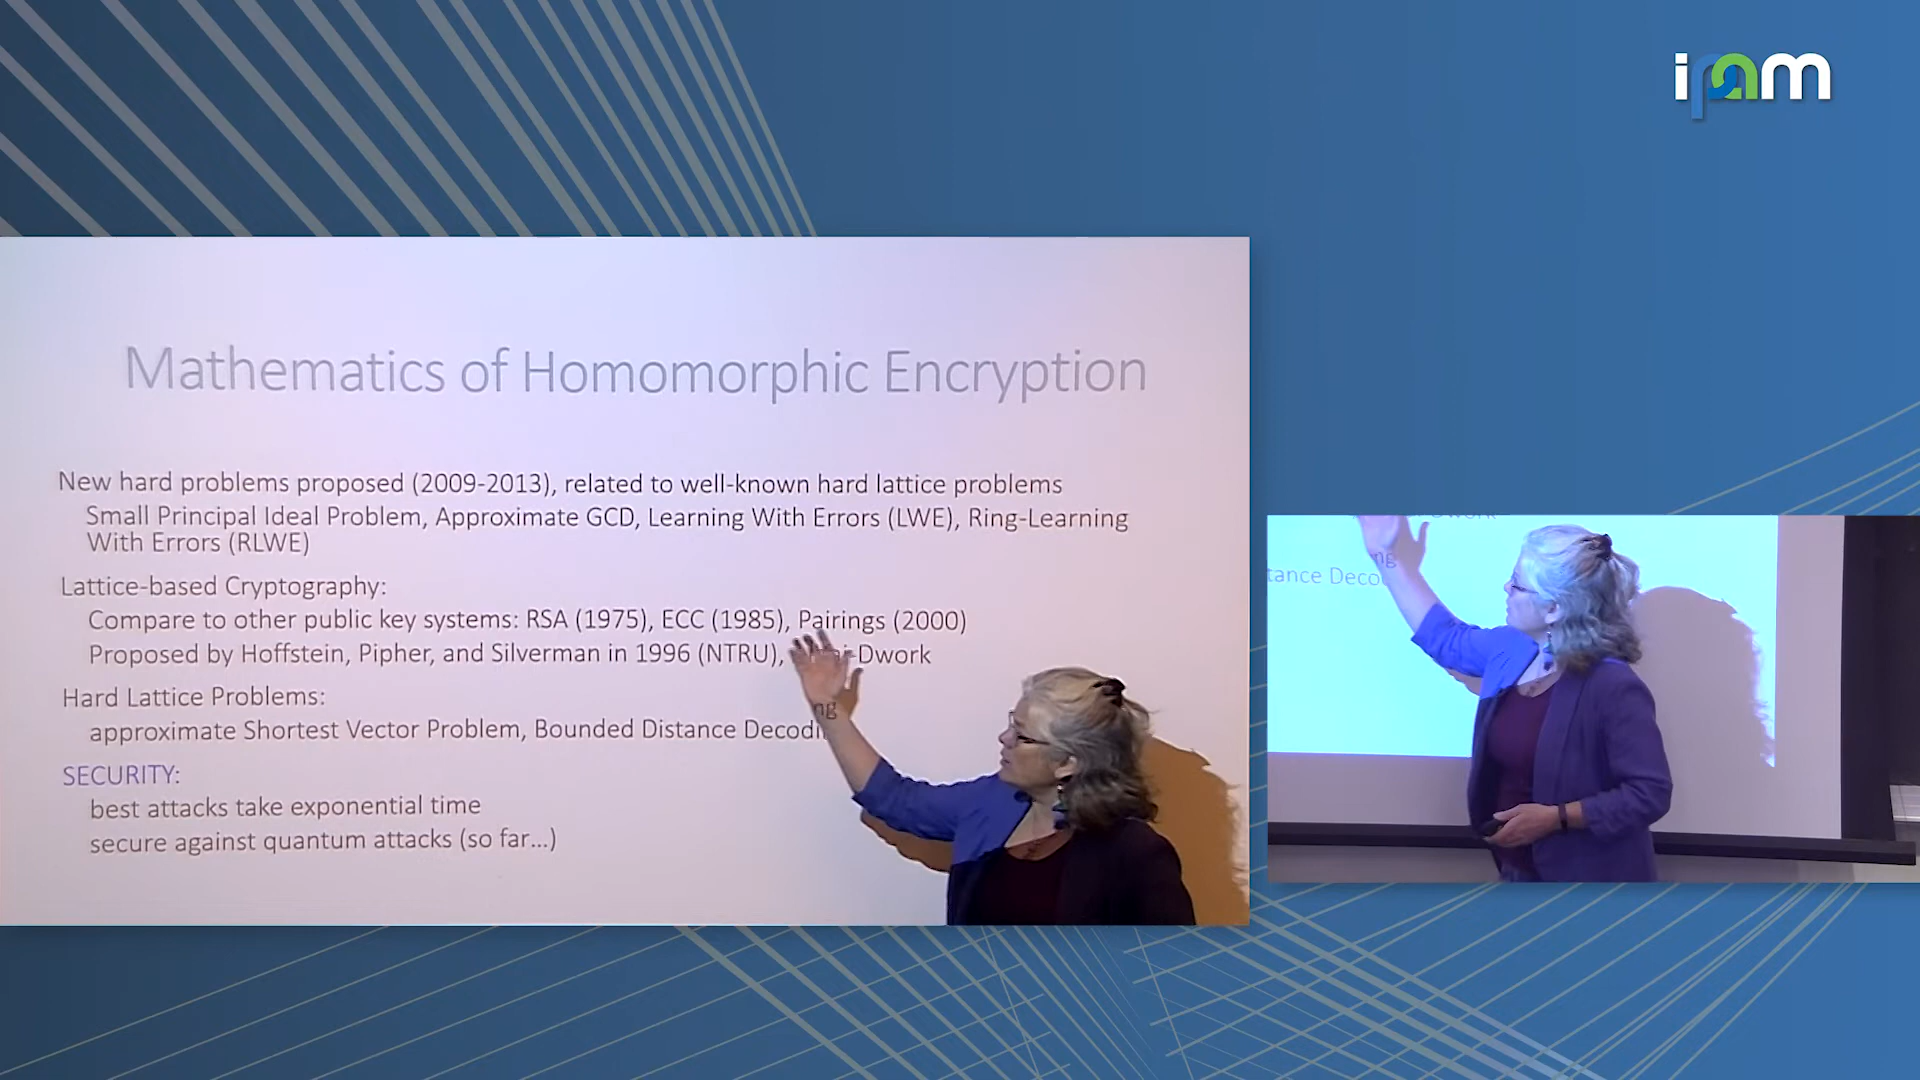 ipam
Mathematics of Homomorphic Encryption
New hard problems proposed (2009-2013), related to well-known hard lattice problems
Small Principal Ideal Problem, Approximate GCD, Learning With Errors (LWE), Ring-Learning
With Errors (RLWE)
Lattice-based Cryptography:
Compare to other public key systems: RSA (1975), ECC (1985), Pairings (2000)
Proposed by Hoffstein, Pipher, and Silverman in 1996 (NTRU), -Dwork
Hard Lattice Problems:
approximate Shortest Vector Problem, Bounded Distance Decoding
SECURITY:
best attacks take exponential time
secure against quantum attacks (so far...)
ng
tance Deco